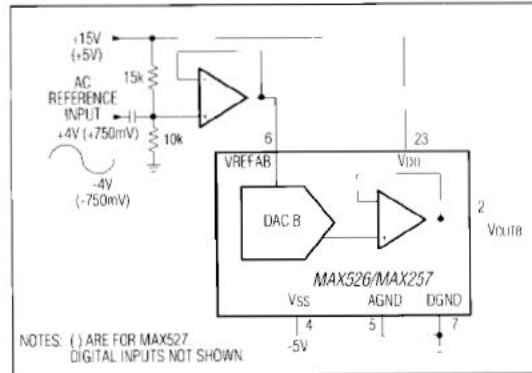 +15V
(+5V)
15k
AC
REFERENCE
INPUT
+4V (+750mV)
10k
-4V
(-750mV)
6
23
VREFAB
VDD
DAC B
2
VOUTB
MAX526/MAX257
VSS
AGND
DGND
4
5
7
-5V
NOTES: ( ) ARE FOR MAX527.
DIGITAL INPUTS NOT SHOWN.